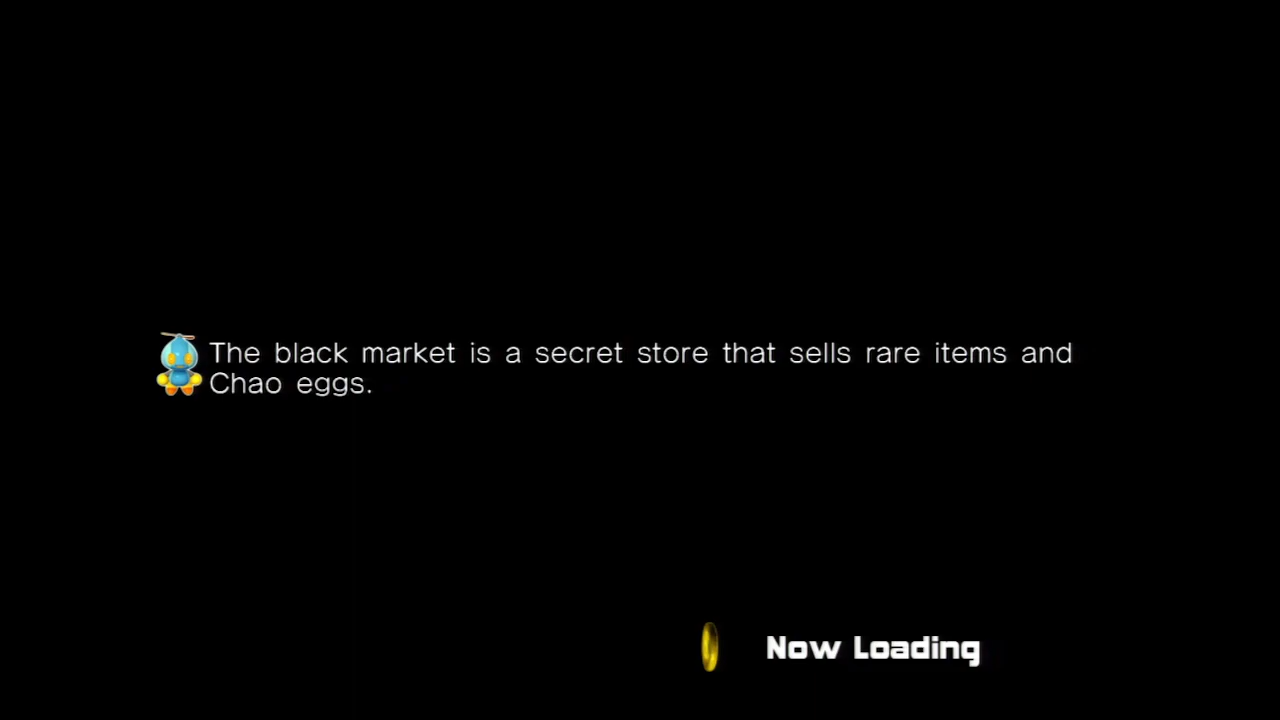 The black market is a secret store that sells rare items and
Chao eggs.
Now Loading